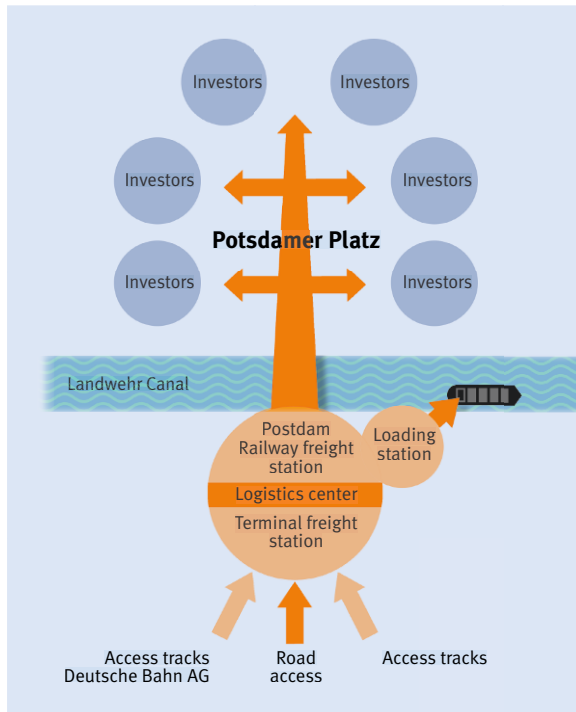 Investors
Investors
Investors
Investors
Potsdamer Platz
Investors
Investors
Landwehr Canal
Postdam
Railway freight
station
Loading
station
Logistics center
Terminal freight
station
Access tracks
Deutsche Bahn AG
Road
access
Access tracks